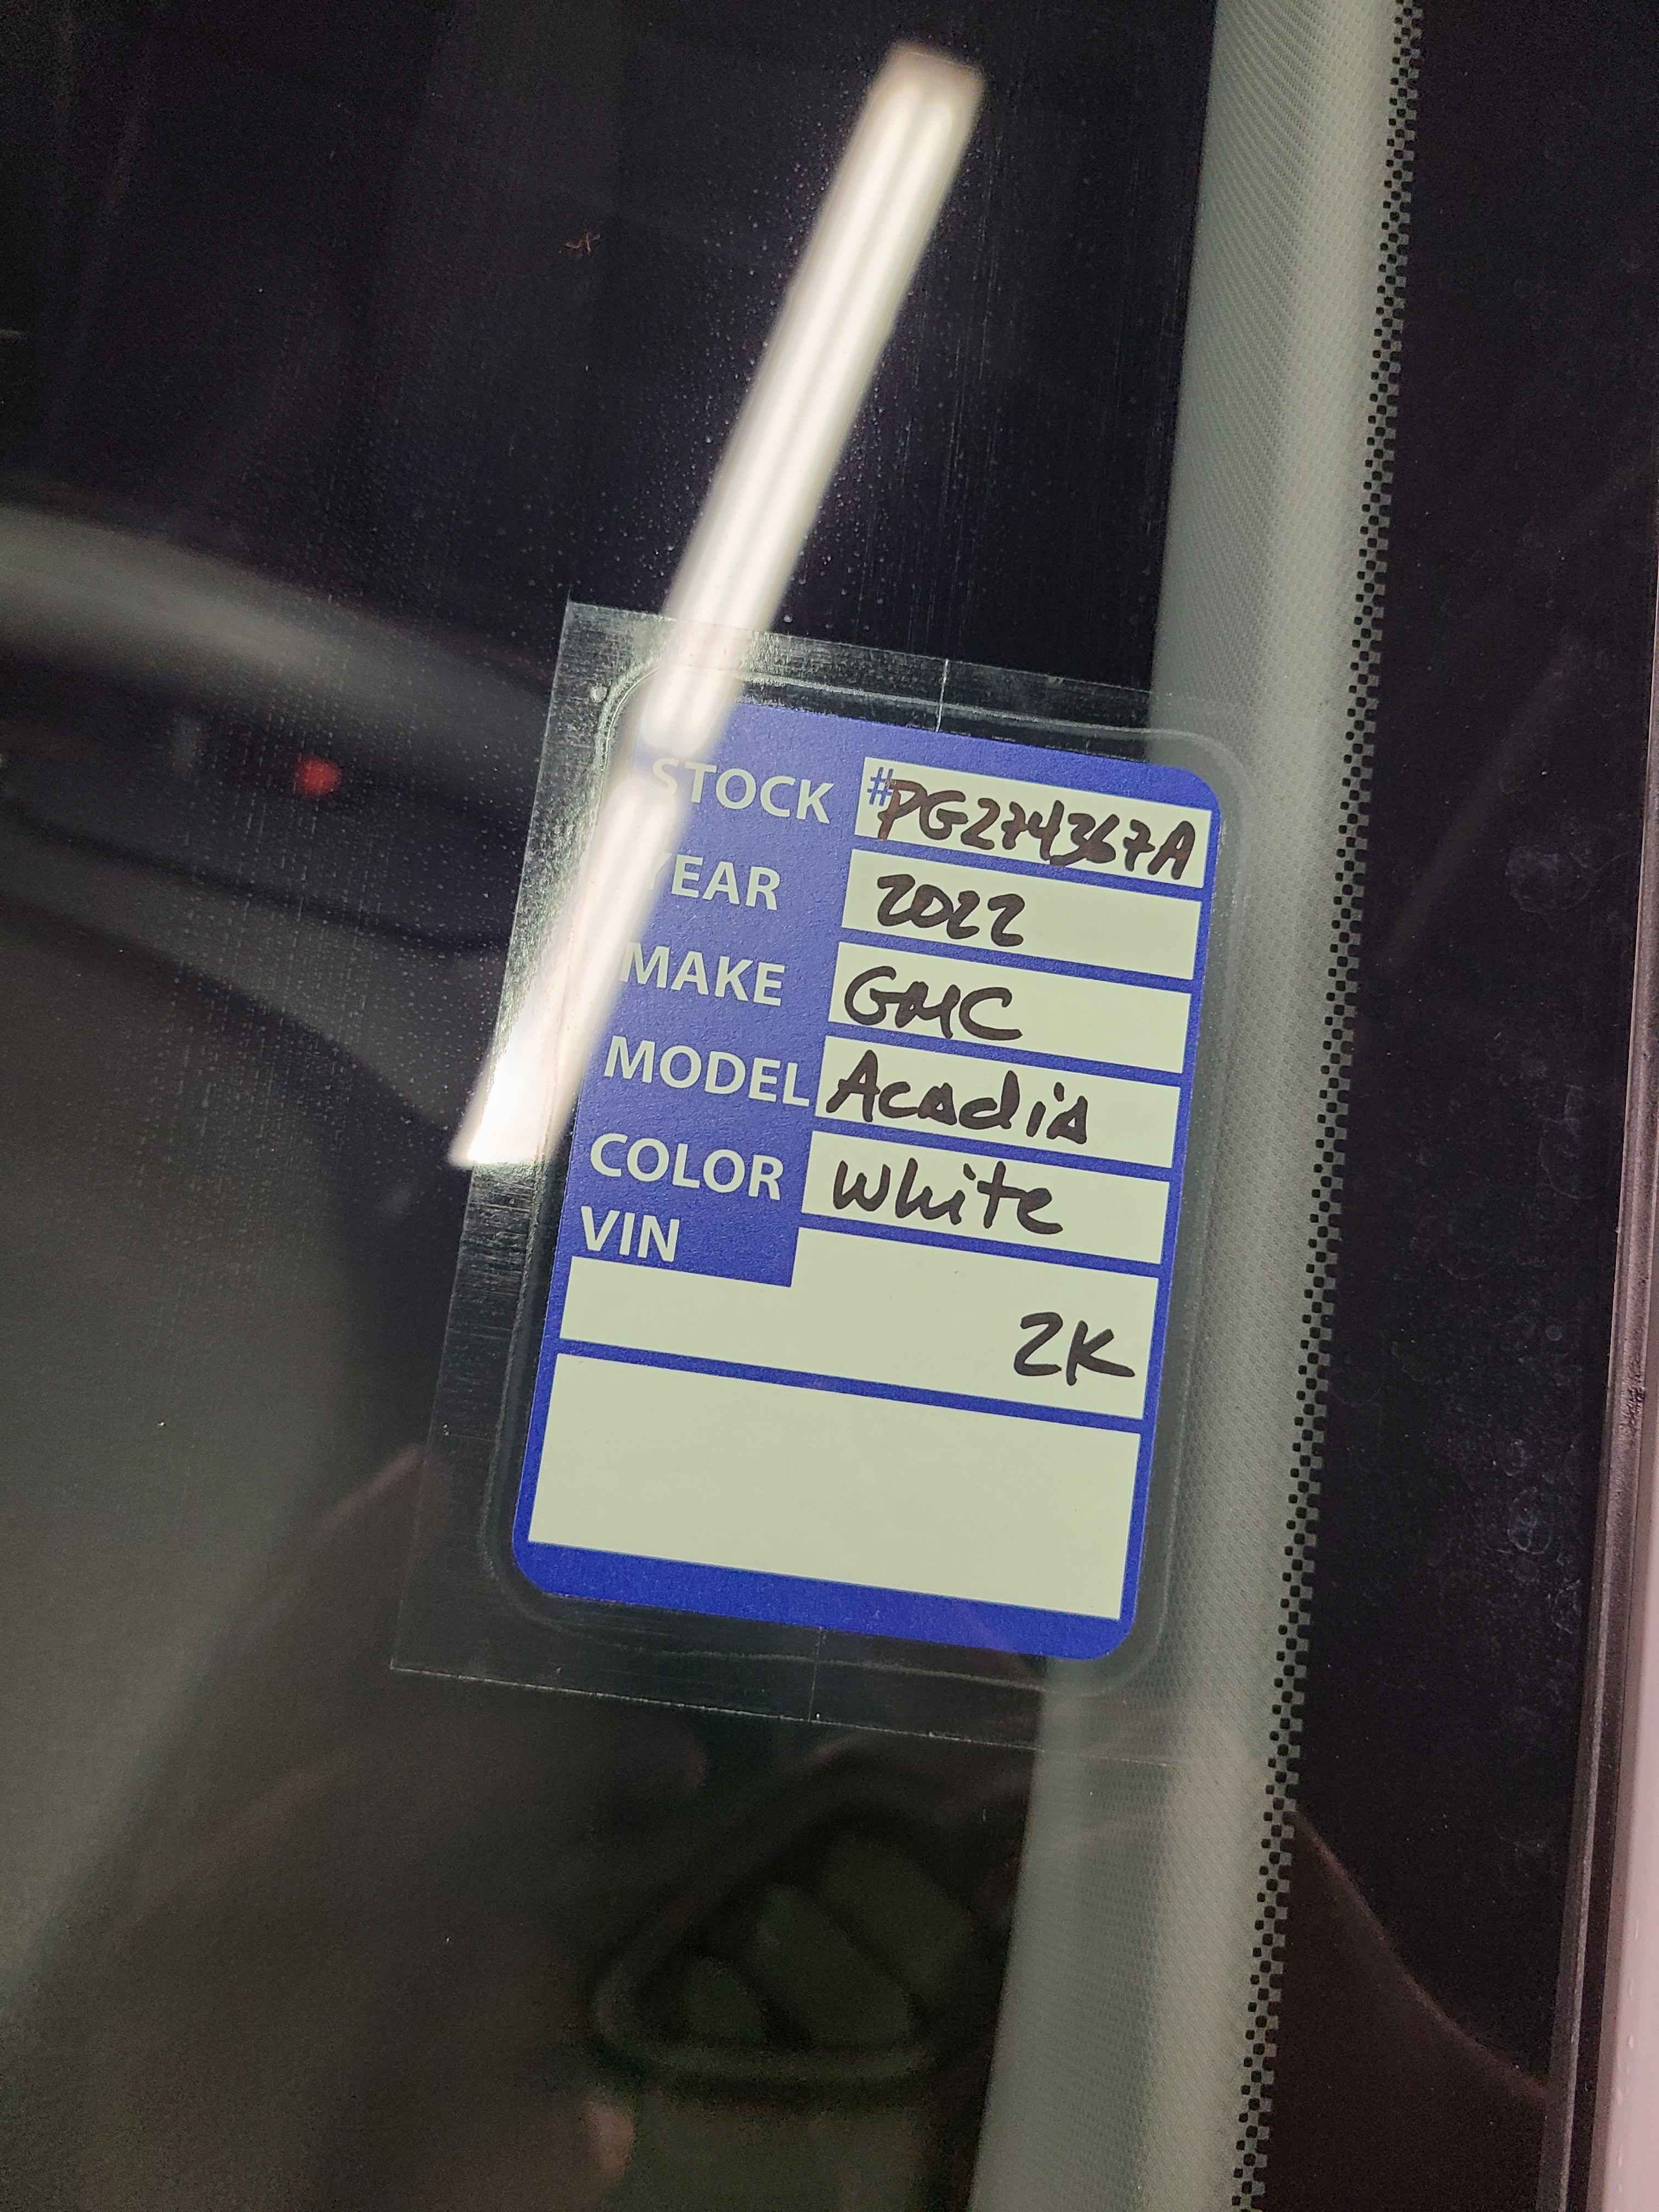 STOCK #PG274367A
YEAR 2022
MAKE GMC
MODEL Acadia
COLOR White
VIN
2K